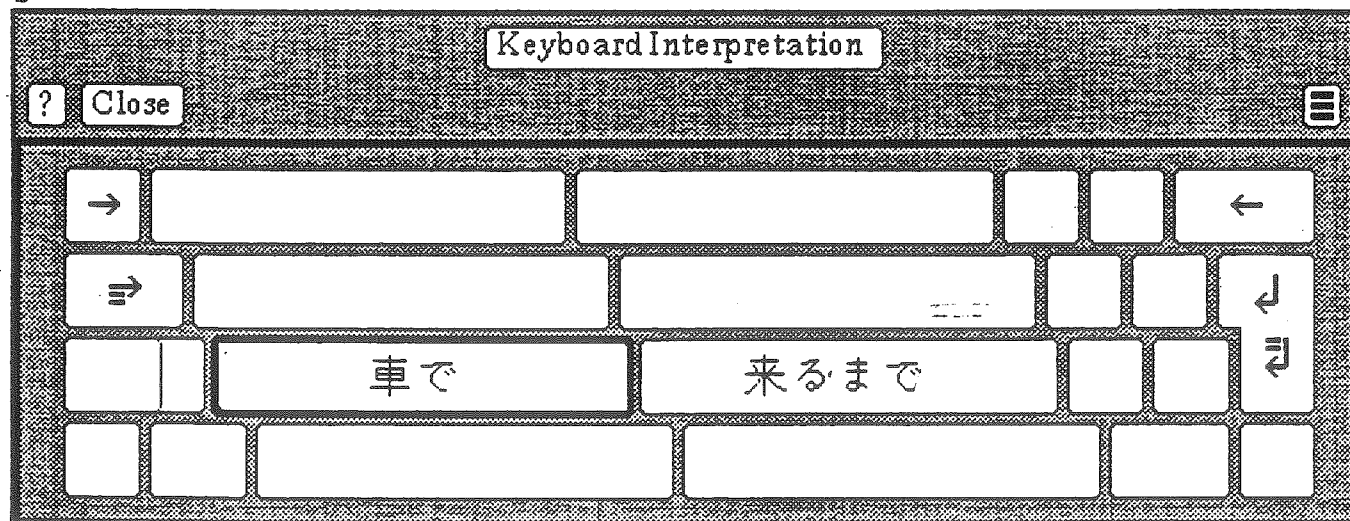 Keyboard Interpretation
? Close
→ ←
車で 来るまで